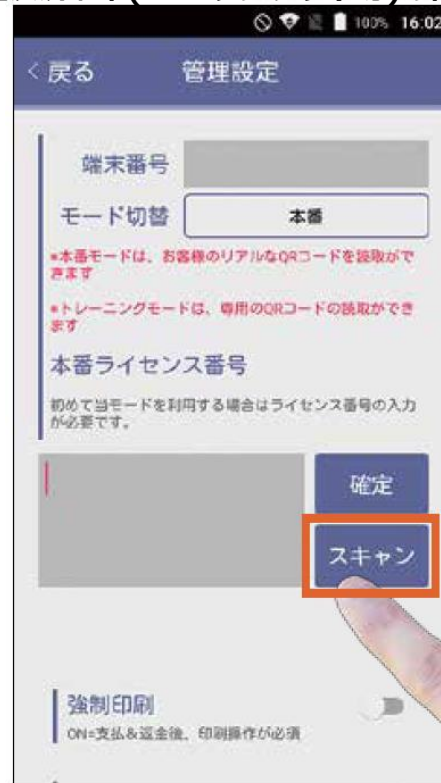 100% 16:02
< 戻る 管理設定
端末番号
モード切替 本番
*本番モードは、お客様のリアルなQRコードを読取がで
きます
*トレーニングモードは、専用のQRコードの読取ができ
ます
本番ライセンス番号
初めて当モードを利用する場合はライセンス番号の入力
が必要です。
確定
スキャン
強制印刷
ON=支払&返金後、印刷操作が必須